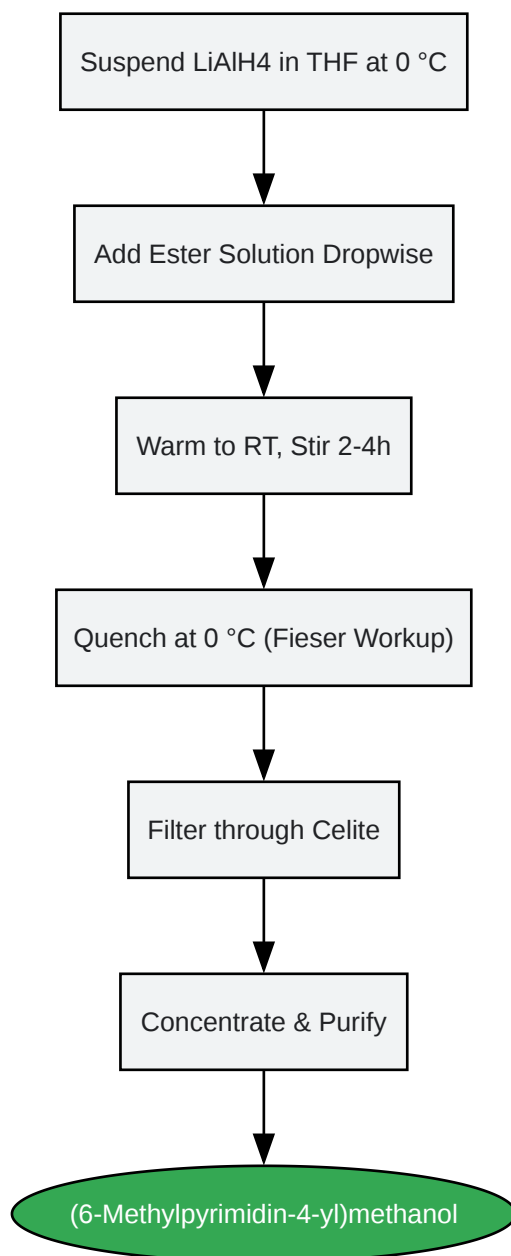 Suspend LiAlH4 in THF at 0 °C
Add Ester Solution Dropwise
Warm to RT, Stir 2-4h
Quench at 0 °C (Fieser Workup)
Filter through Celite
Concentrate & Purify
(6-Methylpyrimidin-4-yl)methanol